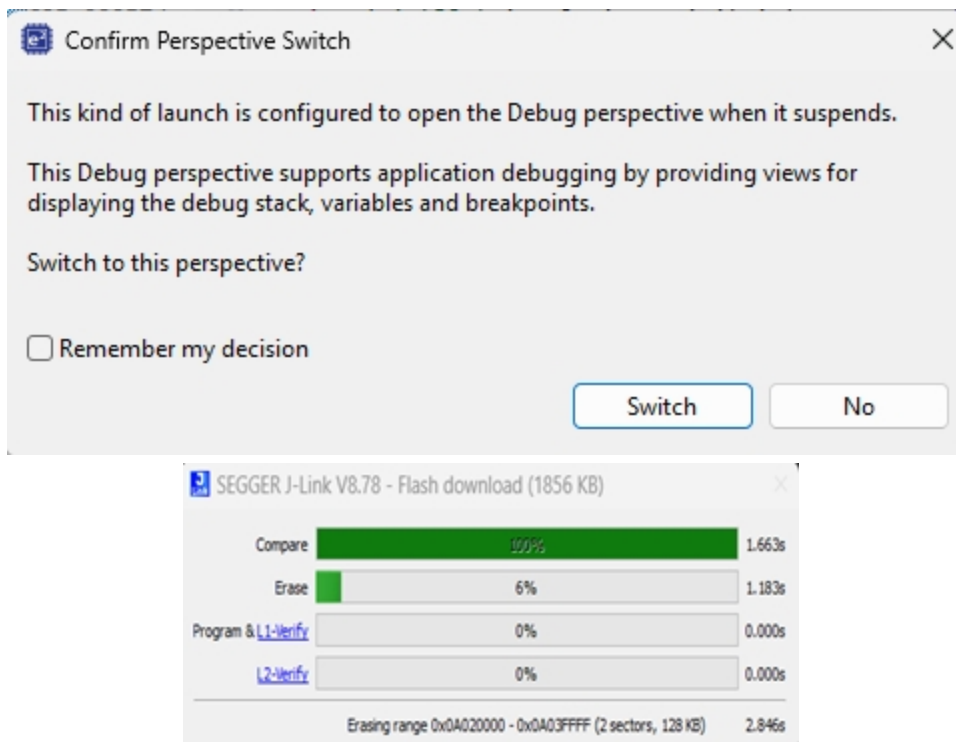 Confirm Perspective Switch
This kind of launch is configured to open the Debug perspective when it suspends.
This Debug perspective supports application debugging by providing views for
displaying the debug stack, variables and breakpoints.
Switch to this perspective?
Remember my decision
Switch No
SEGGER J-Link V8.78 - Flash download (1856 KB)
Compare 100% 1.663s
Erase 6% 1.183s
Program & L1-Verify 0% 0.000s
L2-Verify 0% 0.000s
Erasing range 0x0A020000 - 0x0A03FFFF (2 sectors, 128 KB) 2.846s